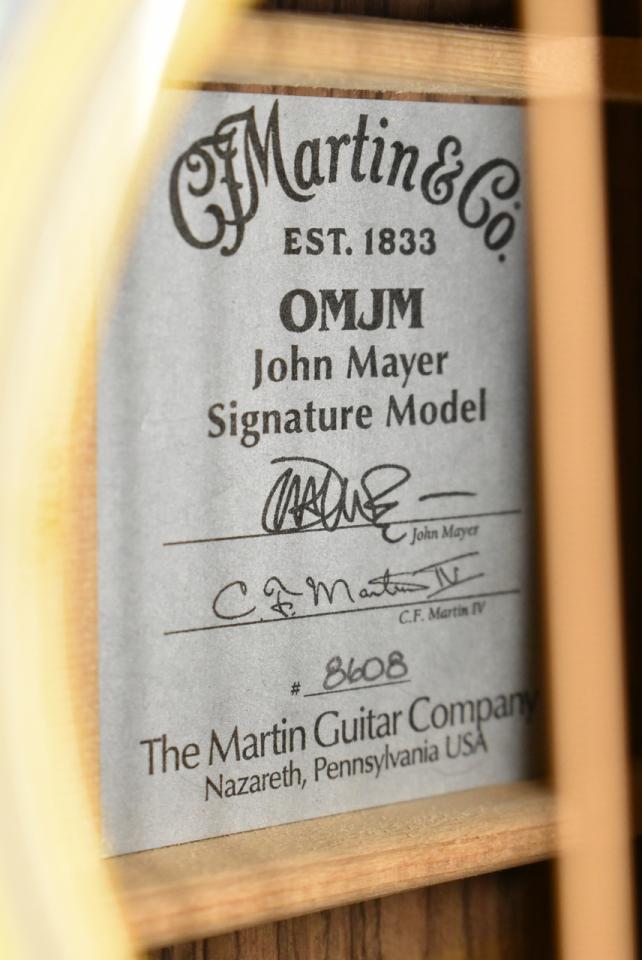 CFMartin & Co.
EST. 1833
OMJM
John Mayer
Signature Model
John Mayer
C.F. Martin IV
C.F. Martin IV
# 8608
The Martin Guitar Company
Nazareth, Pennsylvania USA